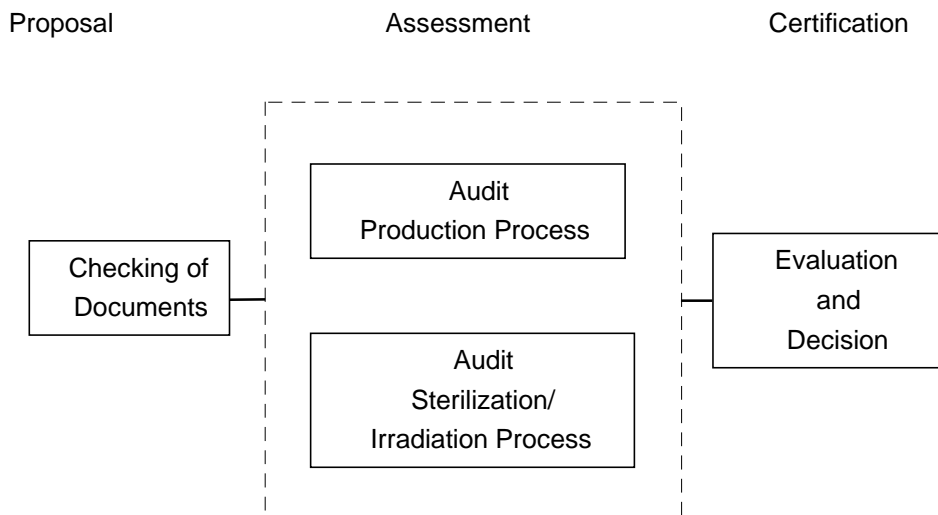 Proposal
Assessment
Certification
Audit
Production Process
Checking of
Documents
Evaluation
and
Decision
Audit
Sterilization/
Irradiation Process